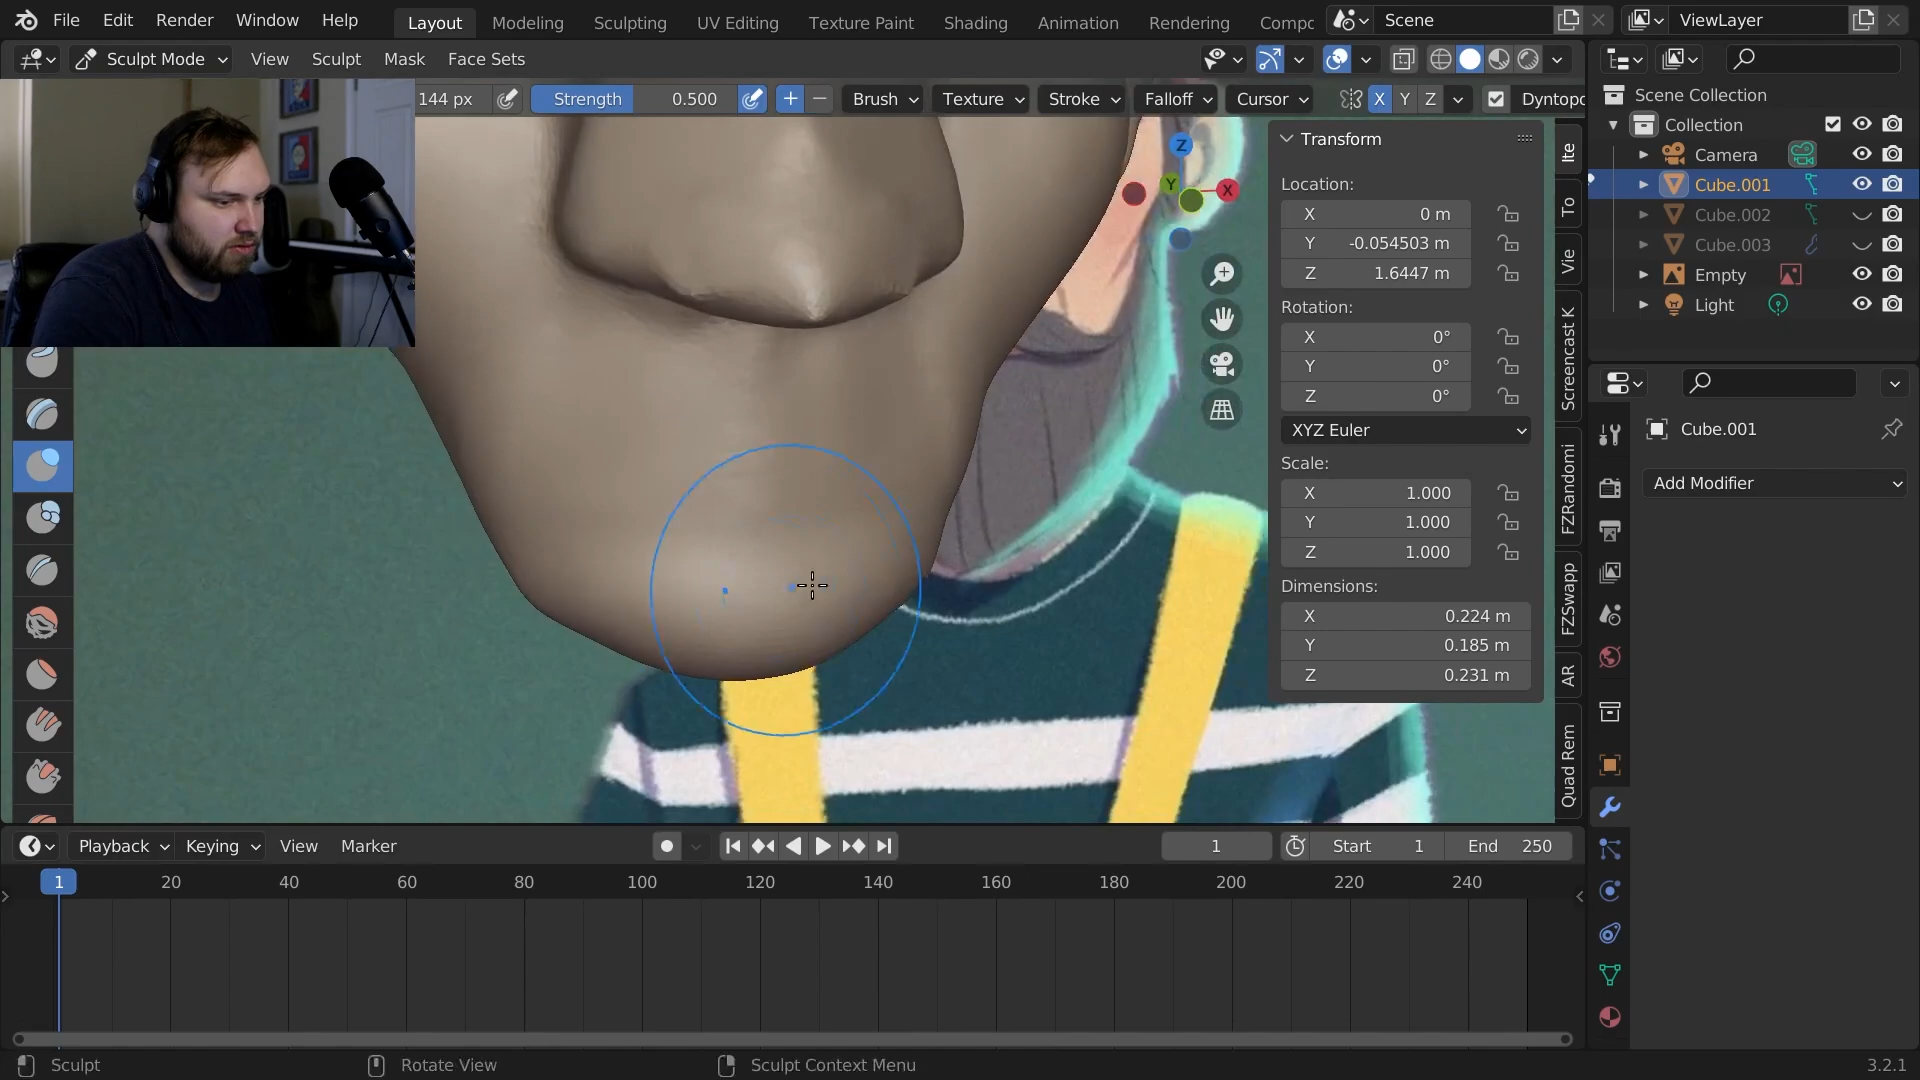 File Edit Render Window Help Layout Modeling Sculpting UV Editing Texture Paint Shading Animation Rendering Scene ViewLayer
Sculpt Mode View Sculpt Mask Face Sets
144 px Strength 0.500 Brush Texture Stroke Falloff Cursor X Y Z
Scene Collection
Collection
Camera
Cube.001
Cube.002
Cube.003
Empty
Light
Z
Y
X
Transform
Location:
X 0 m
Y -0.054503 m
Z 1.6447 m
Rotation:
X 0°
Y 0°
Z 0°
XYZ Euler
Scale:
X 1.000
Y 1.000
Z 1.000
Dimensions:
X 0.224 m
Y 0.185 m
Z 0.231 m
Ite
To
Vie
Screencast K
FZRandomi
FZSwapp
AR
Quad Rem
Cube.001
Add Modifier
Playback Keying View Marker 1 Start 1 End 250
1 20 40 60 80 100 120 140 160 180 200 220 240
Sculpt Rotate View Sculpt Context Menu 3.2.1